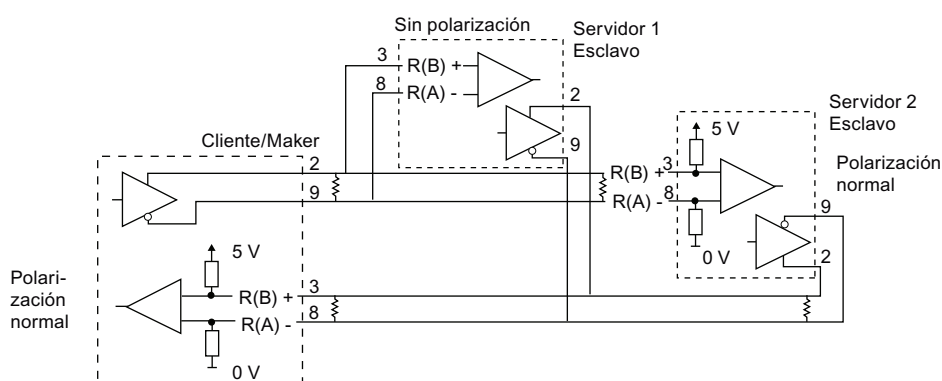 Sin polarización
Servidor 1
Esclavo
3
R(B) +
8
R(A) -
2
9
Servidor 2
Esclavo
5 V
Polarización
normal
Cliente/Maker
2
9
R(B) +
3
R(A) -
8
0 V
9
2
5 V
Polari-
zación
normal
R(B) +
3
R(A) -
8
0 V